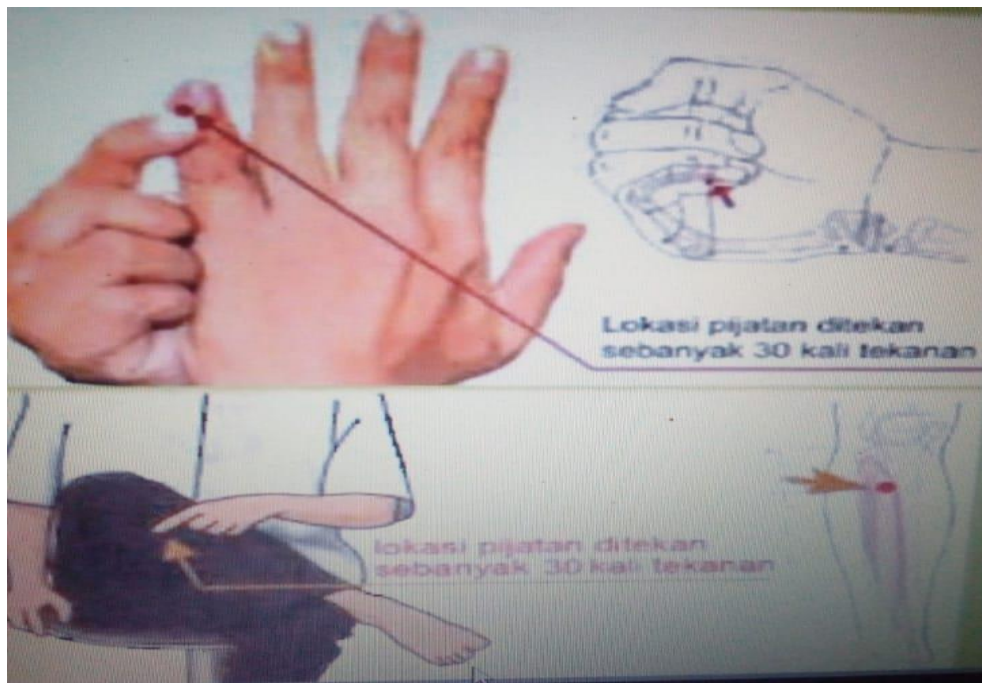 Lokasi pijatan ditekan
sebanyak 30 kali tekanan
lokasi pijatan ditekan
sebanyak 30 kali tekanan